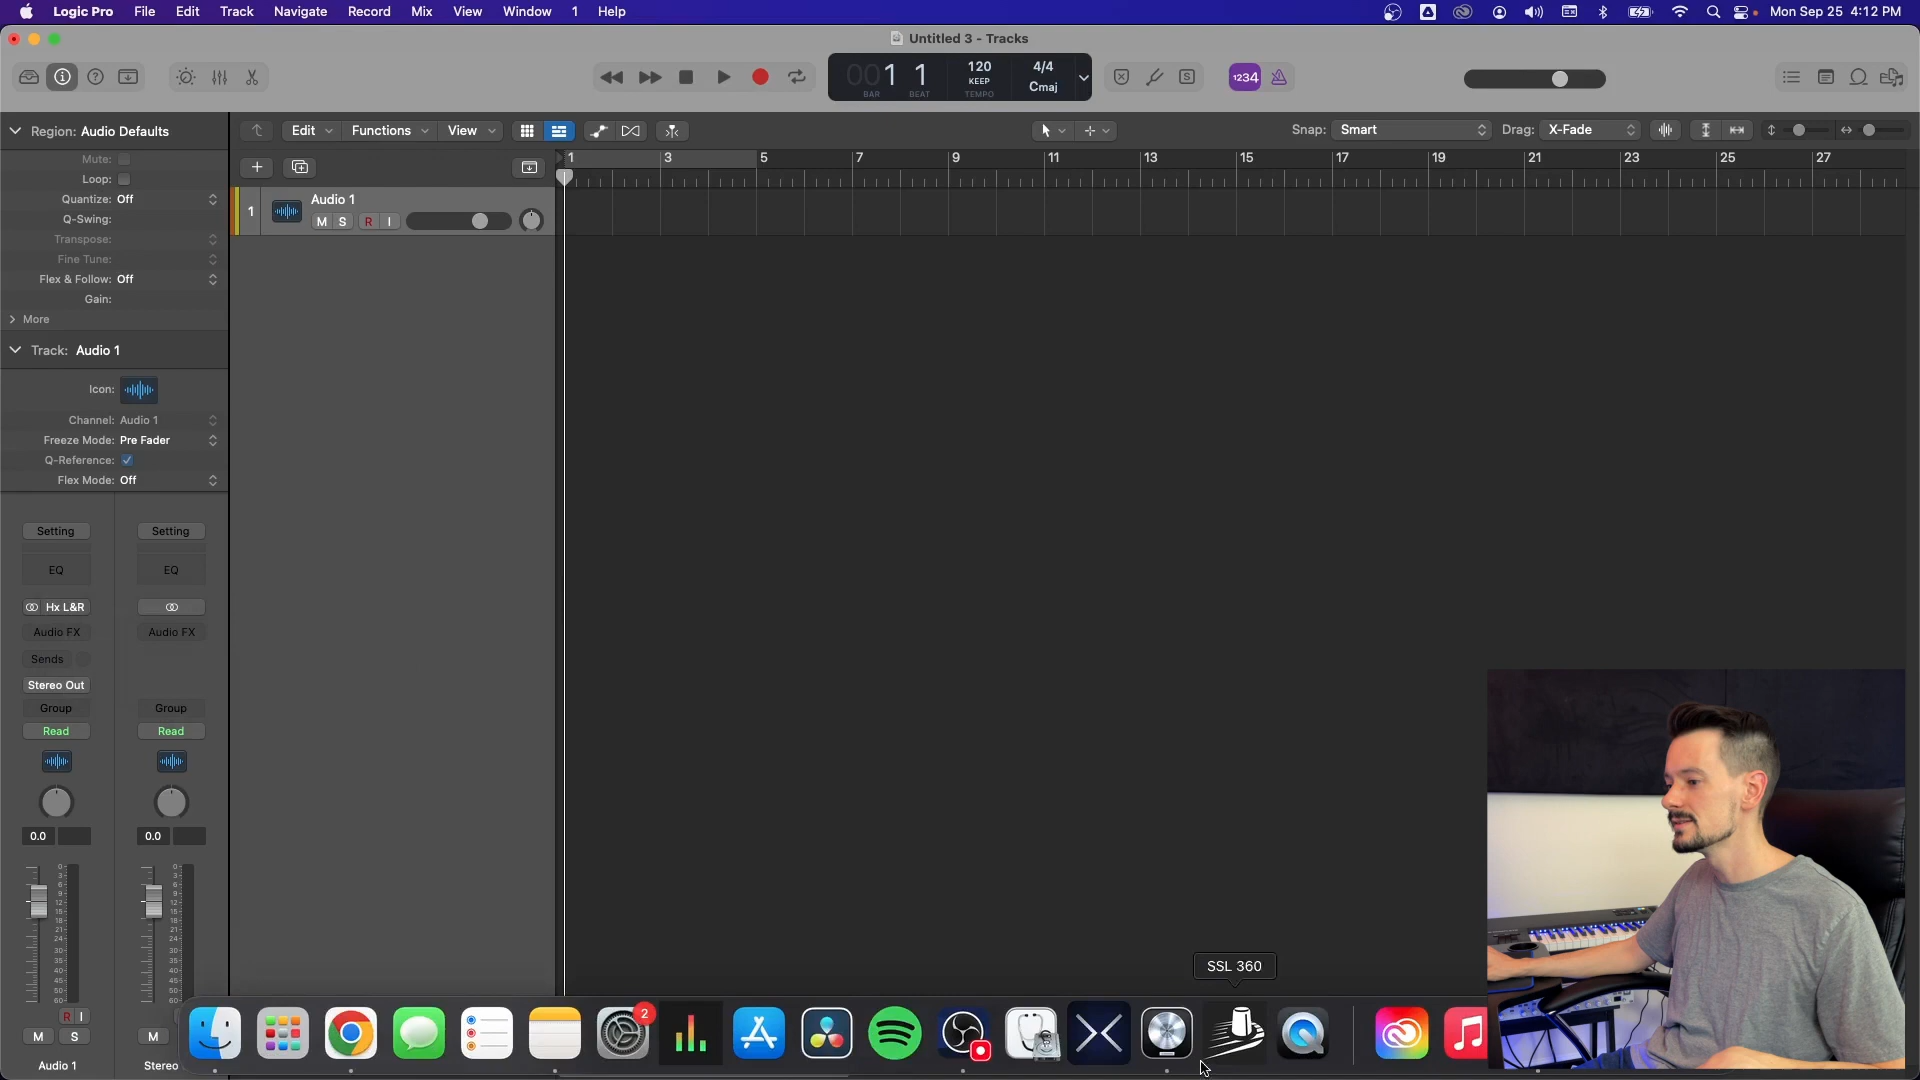 Logic Pro File Edit Track Navigate Record Mix View Window 1 Help Mon Sep 25 4:12 PM
Untitled 3 - Tracks
001 1 120 4/4
KEEP Cmaj
BAR BEAT TEMPO
1234
Region: Audio Defaults
Edit Functions View Snap: Smart Drag: X-Fade
Mute:
Loop:
Quantize: Off
Q-Swing:
Transpose:
Fine Tune:
Flex & Follow: Off
Gain:
More
1 3 5 7 9 11 13 15 17 19 21 23 25 27
1 Audio 1
M S R I
Track: Audio 1
Icon:
Channel: Audio 1
Freeze Mode: Pre Fader
Q-Reference:
Flex Mode: Off
Setting Setting
EQ EQ
Hx L&R
Audio FX Audio FX
Sends
Stereo Out
Group Group
Read Read
0.0 0.0
R I
M S M
Audio 1 Stereo
SSL 360
2